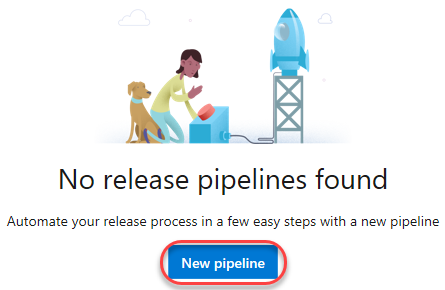 No release pipelines found
Automate your release process in a few easy steps with a new pipeline
New pipeline